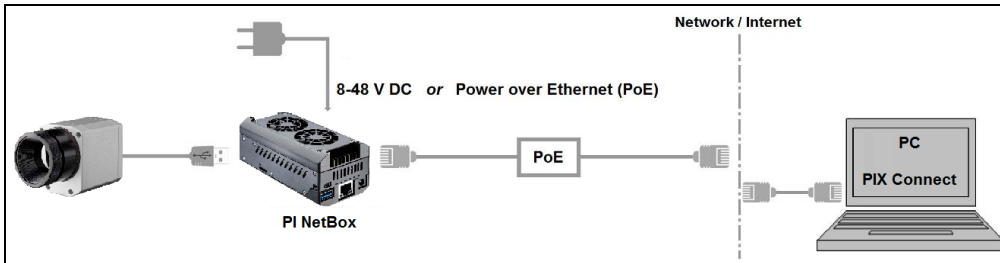 Network / Internet
8-48 V DC or Power over Ethernet (PoE)
PoE
PC
PIX Connect
PI NetBox